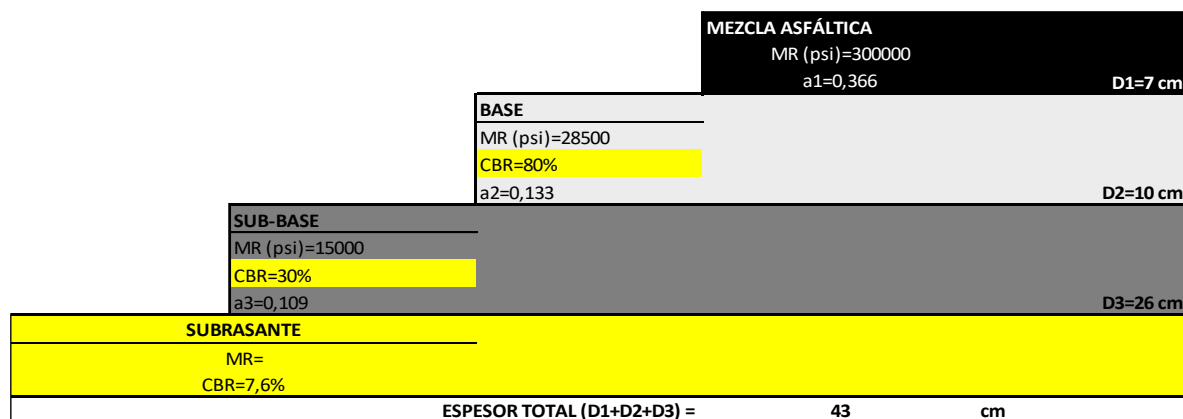 MEZCLA ASFÁLTICA
MR (psi)=300000
a1=0,366 D1=7 cm
BASE
MR (psi)=28500
CBR=80%
a2=0,133 D2=10 cm
SUB-BASE
MR (psi)=15000
CBR=30%
a3=0,109 D3=26 cm
SUBRASANTE
MR=
CBR=7,6%
ESPESOR TOTAL (D1+D2+D3) = 43 cm